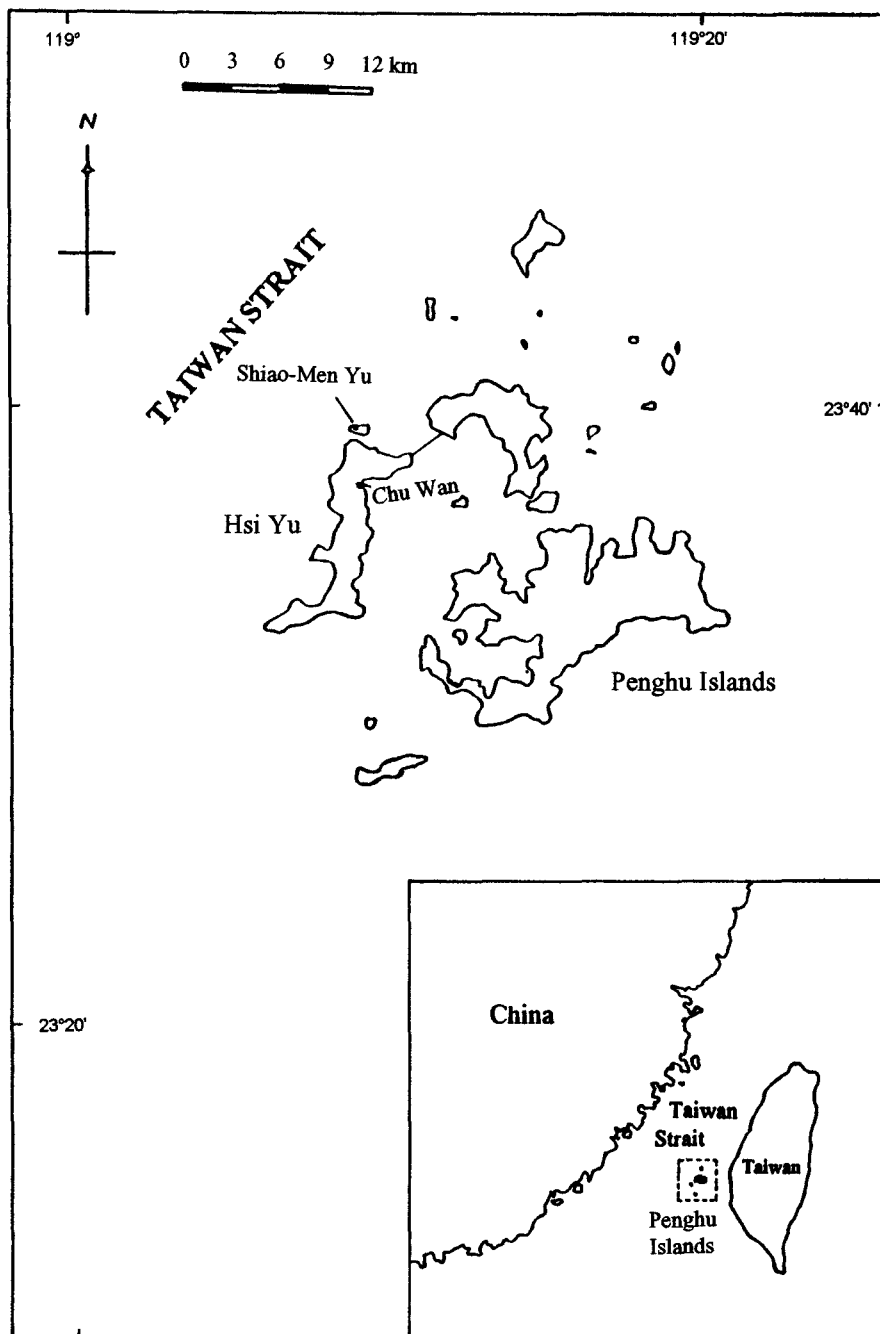 119°
119°20'
0 3 6 9 12 km
N
TAIWAN STRAIT
Shiao-Men Yu
23°40'
Chu Wan
Hsi Yu
Penghu Islands
23°20'
China
Taiwan
Strait
Taiwan
Penghu
Islands